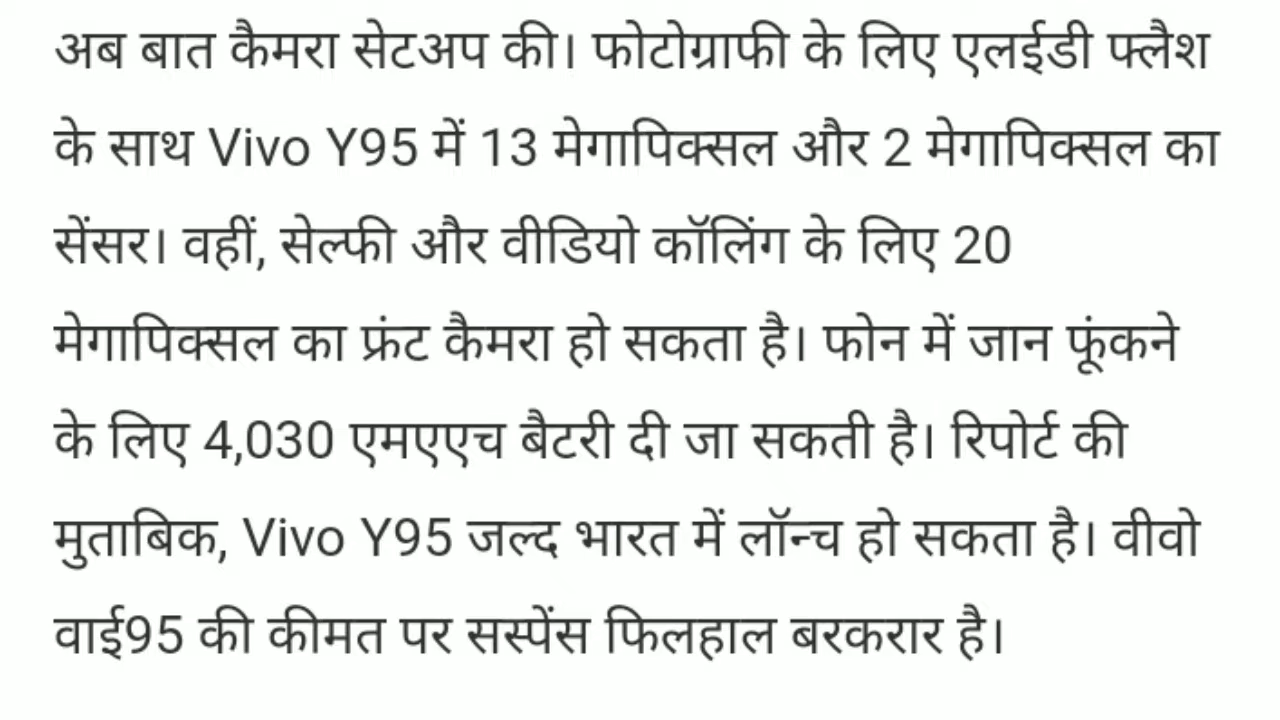 अब बात कैमरा सेटअप की। फोटोग्राफी के लिए एलईडी फ्लैश
के साथ Vivo Y95 में 13 मेगापिक्सल और 2 मेगापिक्सल का
सेंसर। वहीं, सेल्फी और वीडियो कॉलिंग के लिए 20
मेगापिक्सल का फ्रंट कैमरा हो सकता है। फोन में जान फूंकने
के लिए 4,030 एमएएच बैटरी दी जा सकती है। रिपोर्ट की
मुताबिक, Vivo Y95 जल्द भारत में लॉन्च हो सकता है। वीवो
वाई95 की कीमत पर सस्पेंस फिलहाल बरकरार है।